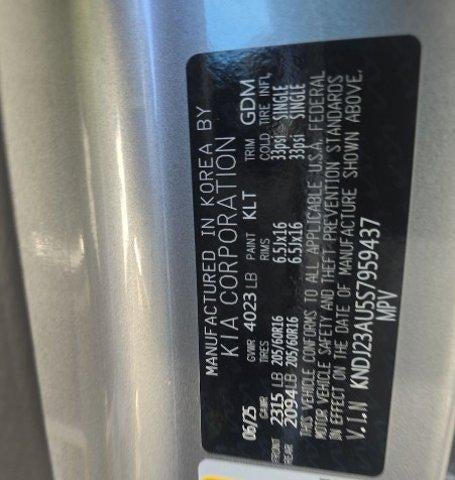 MANUFACTURED IN KOREA BY
KIA CORPORATION
06/25 GVWR 4023 LB PAINT KLT TRIM GDM
GAWR TIRES RIMS COLD TIRE INFL.
FRONT 2315 LB 205/60R16 6.5Jx16 33psi SINGLE
REAR 2094 LB 205/60R16 6.5Jx16 33psi SINGLE
THIS VEHICLE CONFORMS TO ALL APPLICABLE U.S.A. FEDERAL
MOTOR VEHICLE SAFETY AND THEFT PREVENTION STANDARDS
IN EFFECT ON THE DATE OF MANUFACTURE SHOWN ABOVE.
V.I.N KNDJ23AU5S7959437
MPV